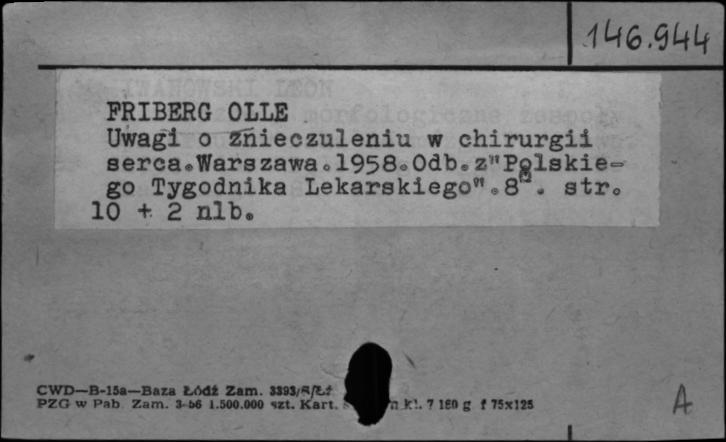 146.944
FRIBERG OLLE
Uwagi o znieczuleniu w chirurgii
serca.Warszawa.1958.Odb.z"Polskie-
go Tygodnika Lekarskiego".8°. str.
10 + 2 nlb.
CWD—B-15a—Baza Łódź Zam. 3393/
PZG w Pab. Zam. 3-56 1.500.000 szt. Kart. kl. 7 180 g f 75x125
A